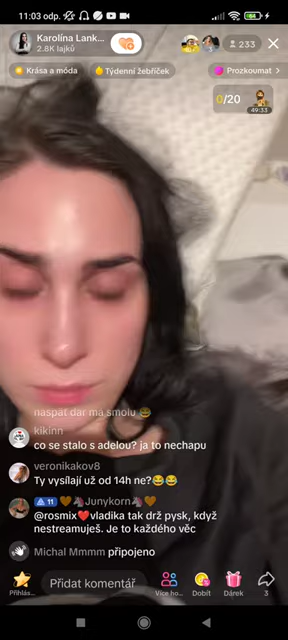 11:03 odp.
Karolína Lank...
2.8K lajků
233
Krása a móda
Týdenní žebříček
Prozkoumat >
0/20
49:33
naspat dar má smolu 😂
kikinn
co se stalo s adelou? ja to nechapu
veronikakov8
Ty vysílají už od 14h ne?😂😂
11 🧡🦄Junykorn🦄🧡
@rosmix❤️vladika tak drž pysk, když
nestreamuješ. Je to každého věc
Michal Mmmm připojeno
Přihlás...
Přidat komentář
Více ho...
Dobít
Dárek
3